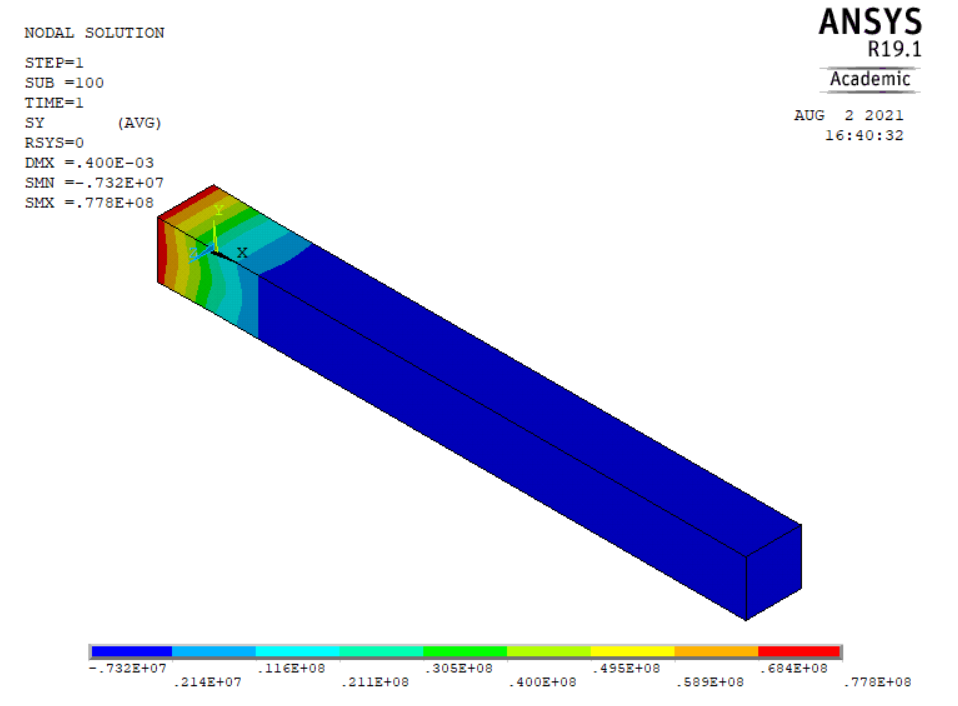 NODAL SOLUTION
STEP=1
SUB =100
TIME=1
SY (AVG)
RSYS=0
DMX =.400E-03
SMN =-.732E+07
SMX =.778E+08
ANSYS
R19.1
Academic
AUG 2 2021
16:40:32
Y
Z
X
-.732E+07 .116E+08 .305E+08 .495E+08 .684E+08
.214E+07 .211E+08 .400E+08 .589E+08 .778E+08